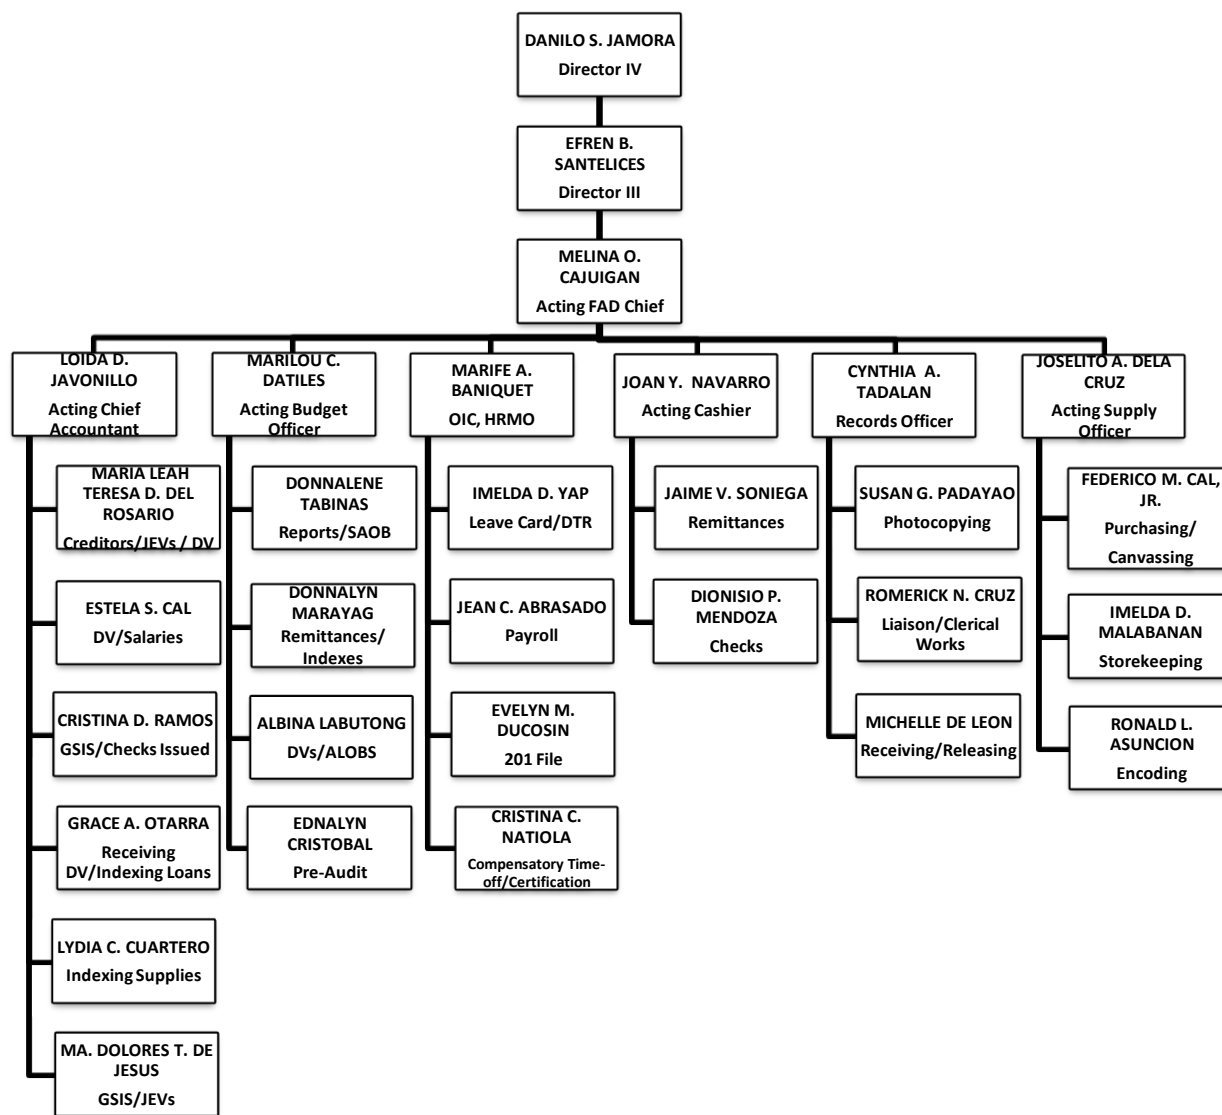 DANILO S. JAMORA
Director IV
EFREN B.
SANTELICES
Director III
MELINA O.
CAJUIGAN
Acting FAD Chief
LOIDA D.
JAVONILLO
Acting Chief
Accountant
MARIA LEAH
TERESA D. DEL
ROSARIO
Creditors/JEVs / DV
ESTELA S. CAL
DV/Salaries
CRISTINA D. RAMOS
GSIS/Checks Issued
GRACE A. OTARRA
Receiving
DV/Indexing Loans
LYDIA C. CUARTERO
Indexing Supplies
MA. DOLORES T. DE
JESUS
GSIS/JEVs
MARILOU C.
DATILES
Acting Budget
Officer
DONNALENE
TABINAS
Reports/SAOB
DONNALYN
MARAYAG
Remittances/
Indexes
ALBINA LABUTONG
DVs/ALOBS
EDNALYN
CRISTOBAL
Pre-Audit
MARIFE A.
BANIQUET
OIC, HRMO
IMELDA D. YAP
Leave Card/DTR
JEAN C. ABRASADO
Payroll
EVELYN M.
DUCOSIN
201 File
CRISTINA C.
NATIOLA
Compensatory Time-
off/Certification
JOAN Y. NAVARRO
Acting Cashier
JAIME V. SONIEGA
Remittances
DIONISIO P.
MENDOZA
Checks
CYNTHIA A.
TADALAN
Records Officer
SUSAN G. PADAYAO
Photocopying
ROMERICK N. CRUZ
Liaison/Clerical
Works
MICHELLE DE LEON
Receiving/Releasing
JOSELITO A. DELA
CRUZ
Acting Supply
Officer
FEDERICO M. CAL,
JR.
Purchasing/
Canvassing
IMELDA D.
MALABANAN
Storekeeping
RONALD L.
ASUNCION
Encoding